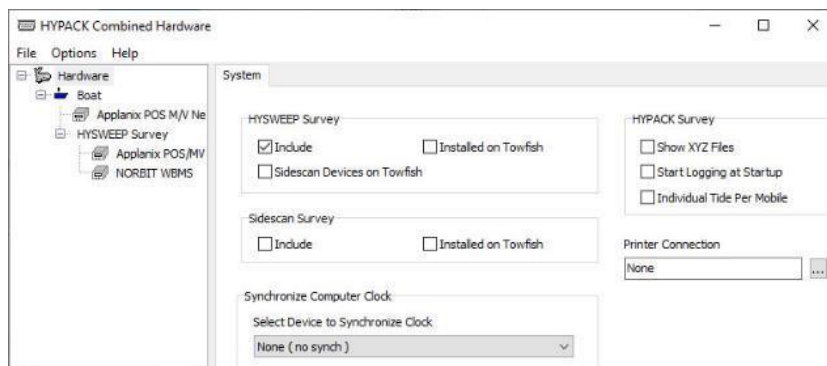 HYPACK Combined Hardware
File Options Help
Hardware
Boat
Applanix POS M/V Ne
HYSWEEP Survey
Applanix POS/MV
NORBIT WBMS
System
HYSWEEP Survey
Include
Installed on Towfish
Sidescan Devices on Towfish
Sidescan Survey
Include
Installed on Towfish
Synchronize Computer Clock
Select Device to Synchronize Clock
None ( no synch )
HYPACK Survey
Show XYZ Files
Start Logging at Startup
Individual Tide Per Mobile
Printer Connection
None
...